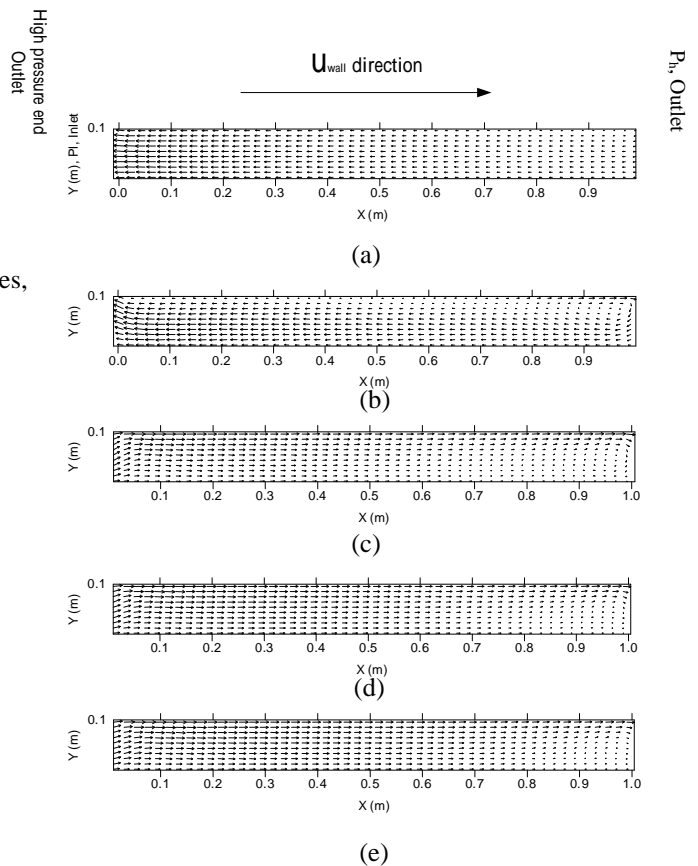 High pressure end
Outlet
Uwall direction
Ph, Outlet
Y (m), Pl, Inlet
0.1
0.0 0.1 0.2 0.3 0.4 0.5 0.6 0.7 0.8 0.9
X (m)
(a)
es,
Y (m)
0.1
0.0 0.1 0.2 0.3 0.4 0.5 0.6 0.7 0.8 0.9
X (m)
(b)
Y (m)
0.1
0.1 0.2 0.3 0.4 0.5 0.6 0.7 0.8 0.9 1.0
X (m)
(c)
Y (m)
0.1
0.1 0.2 0.3 0.4 0.5 0.6 0.7 0.8 0.9 1.0
X (m)
(d)
Y (m)
0.1
0.1 0.2 0.3 0.4 0.5 0.6 0.7 0.8 0.9 1.0
X (m)
(e)